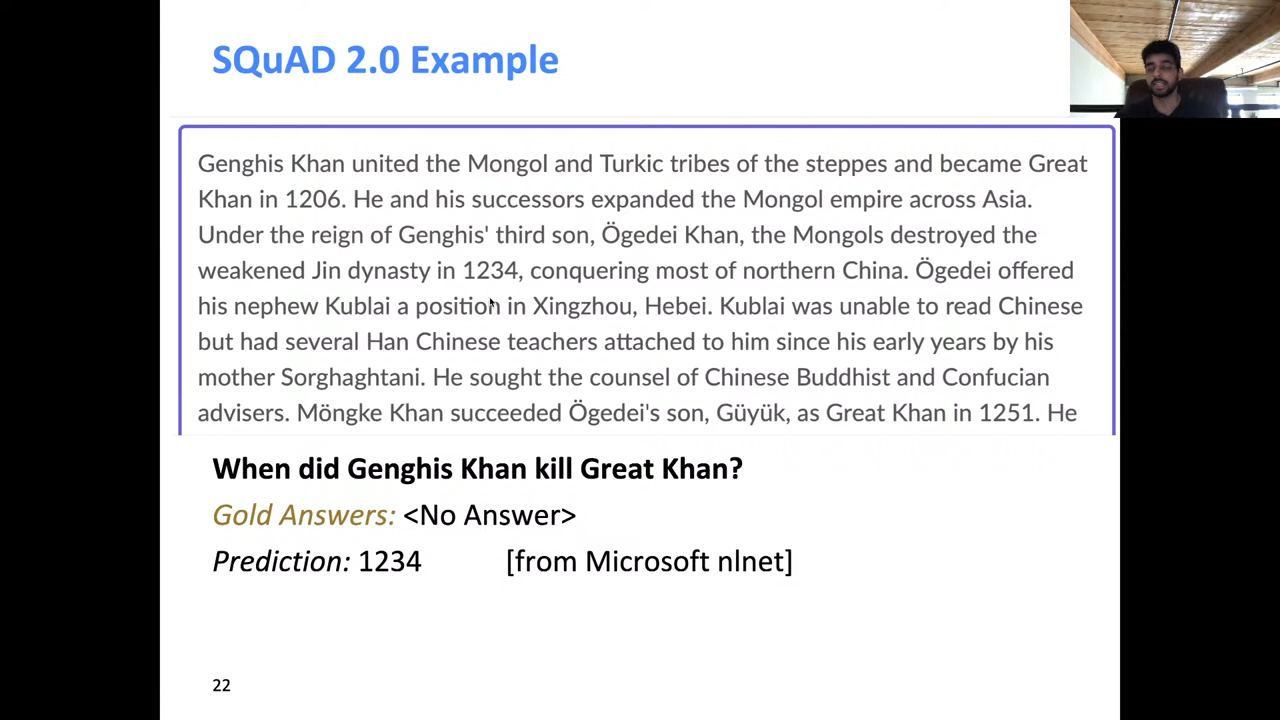 SQuAD 2.0 Example
Genghis Khan united the Mongol and Turkic tribes of the steppes and became Great
Khan in 1206. He and his successors expanded the Mongol empire across Asia.
Under the reign of Genghis' third son, Ögedei Khan, the Mongols destroyed the
weakened Jin dynasty in 1234, conquering most of northern China. Ögedei offered
his nephew Kublai a position in Xingzhou, Hebei. Kublai was unable to read Chinese
but had several Han Chinese teachers attached to him since his early years by his
mother Sorghaghtani. He sought the counsel of Chinese Buddhist and Confucian
advisers. Möngke Khan succeeded Ögedei's son, Güyük, as Great Khan in 1251. He
When did Genghis Khan kill Great Khan?
Gold Answers: <No Answer>
Prediction: 1234 [from Microsoft nlnet]
22